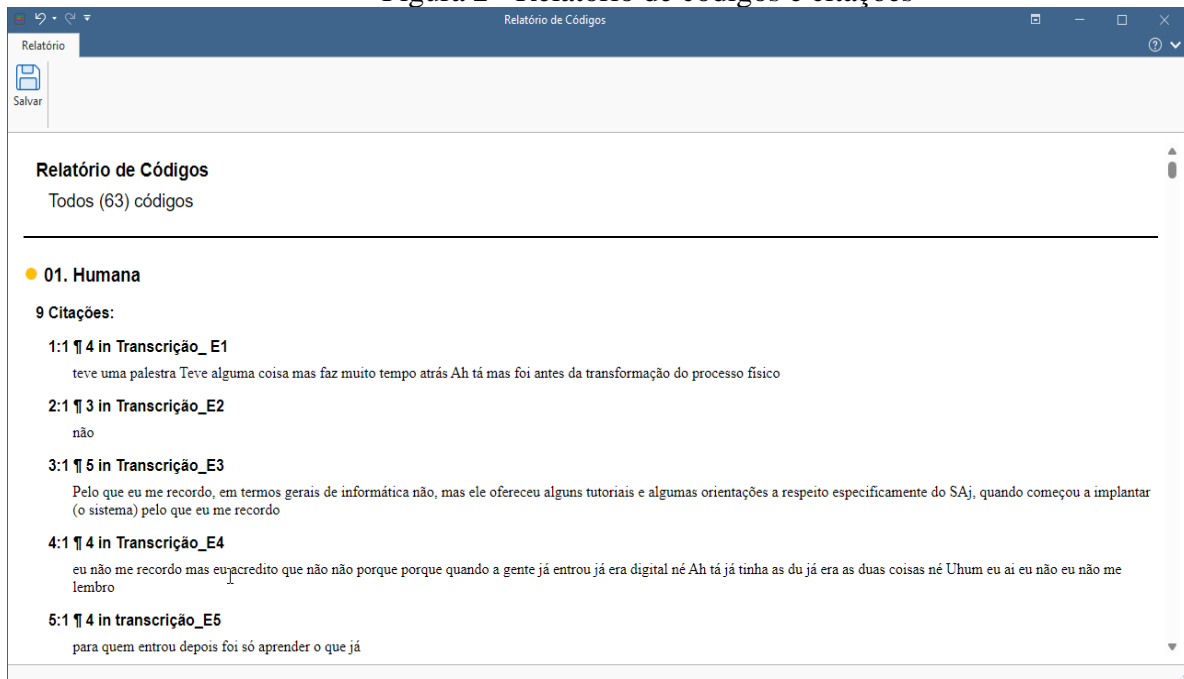 Figura 2 - Relatório de códigos e citações
Relatório de Códigos
Relatório
Salvar
Relatório de Códigos
Todos (63) códigos
01. Humana
9 Citações:
1:1 ¶ 4 in Transcrição_ E1
teve uma palestra Teve alguma coisa mas faz muito tempo atrás Ah tá mas foi antes da transformação do processo físico
2:1 ¶ 3 in Transcrição_E2
não
3:1 ¶ 5 in Transcrição_E3
Pelo que eu me recordo, em termos gerais de informática não, mas ele ofereceu alguns tutoriais e algumas orientações a respeito especificamente do SAj, quando começou a implantar
(o sistema) pelo que eu me recordo
4:1 ¶ 4 in Transcrição_E4
eu não me recordo mas eu acredito que não não porque porque quando a gente já entrou já era digital né Ah tá já tinha as du já era as duas coisas né Uhum eu ai eu não eu não me
lembro
5:1 ¶ 4 in transcrição_E5
para quem entrou depois foi só aprender o que já